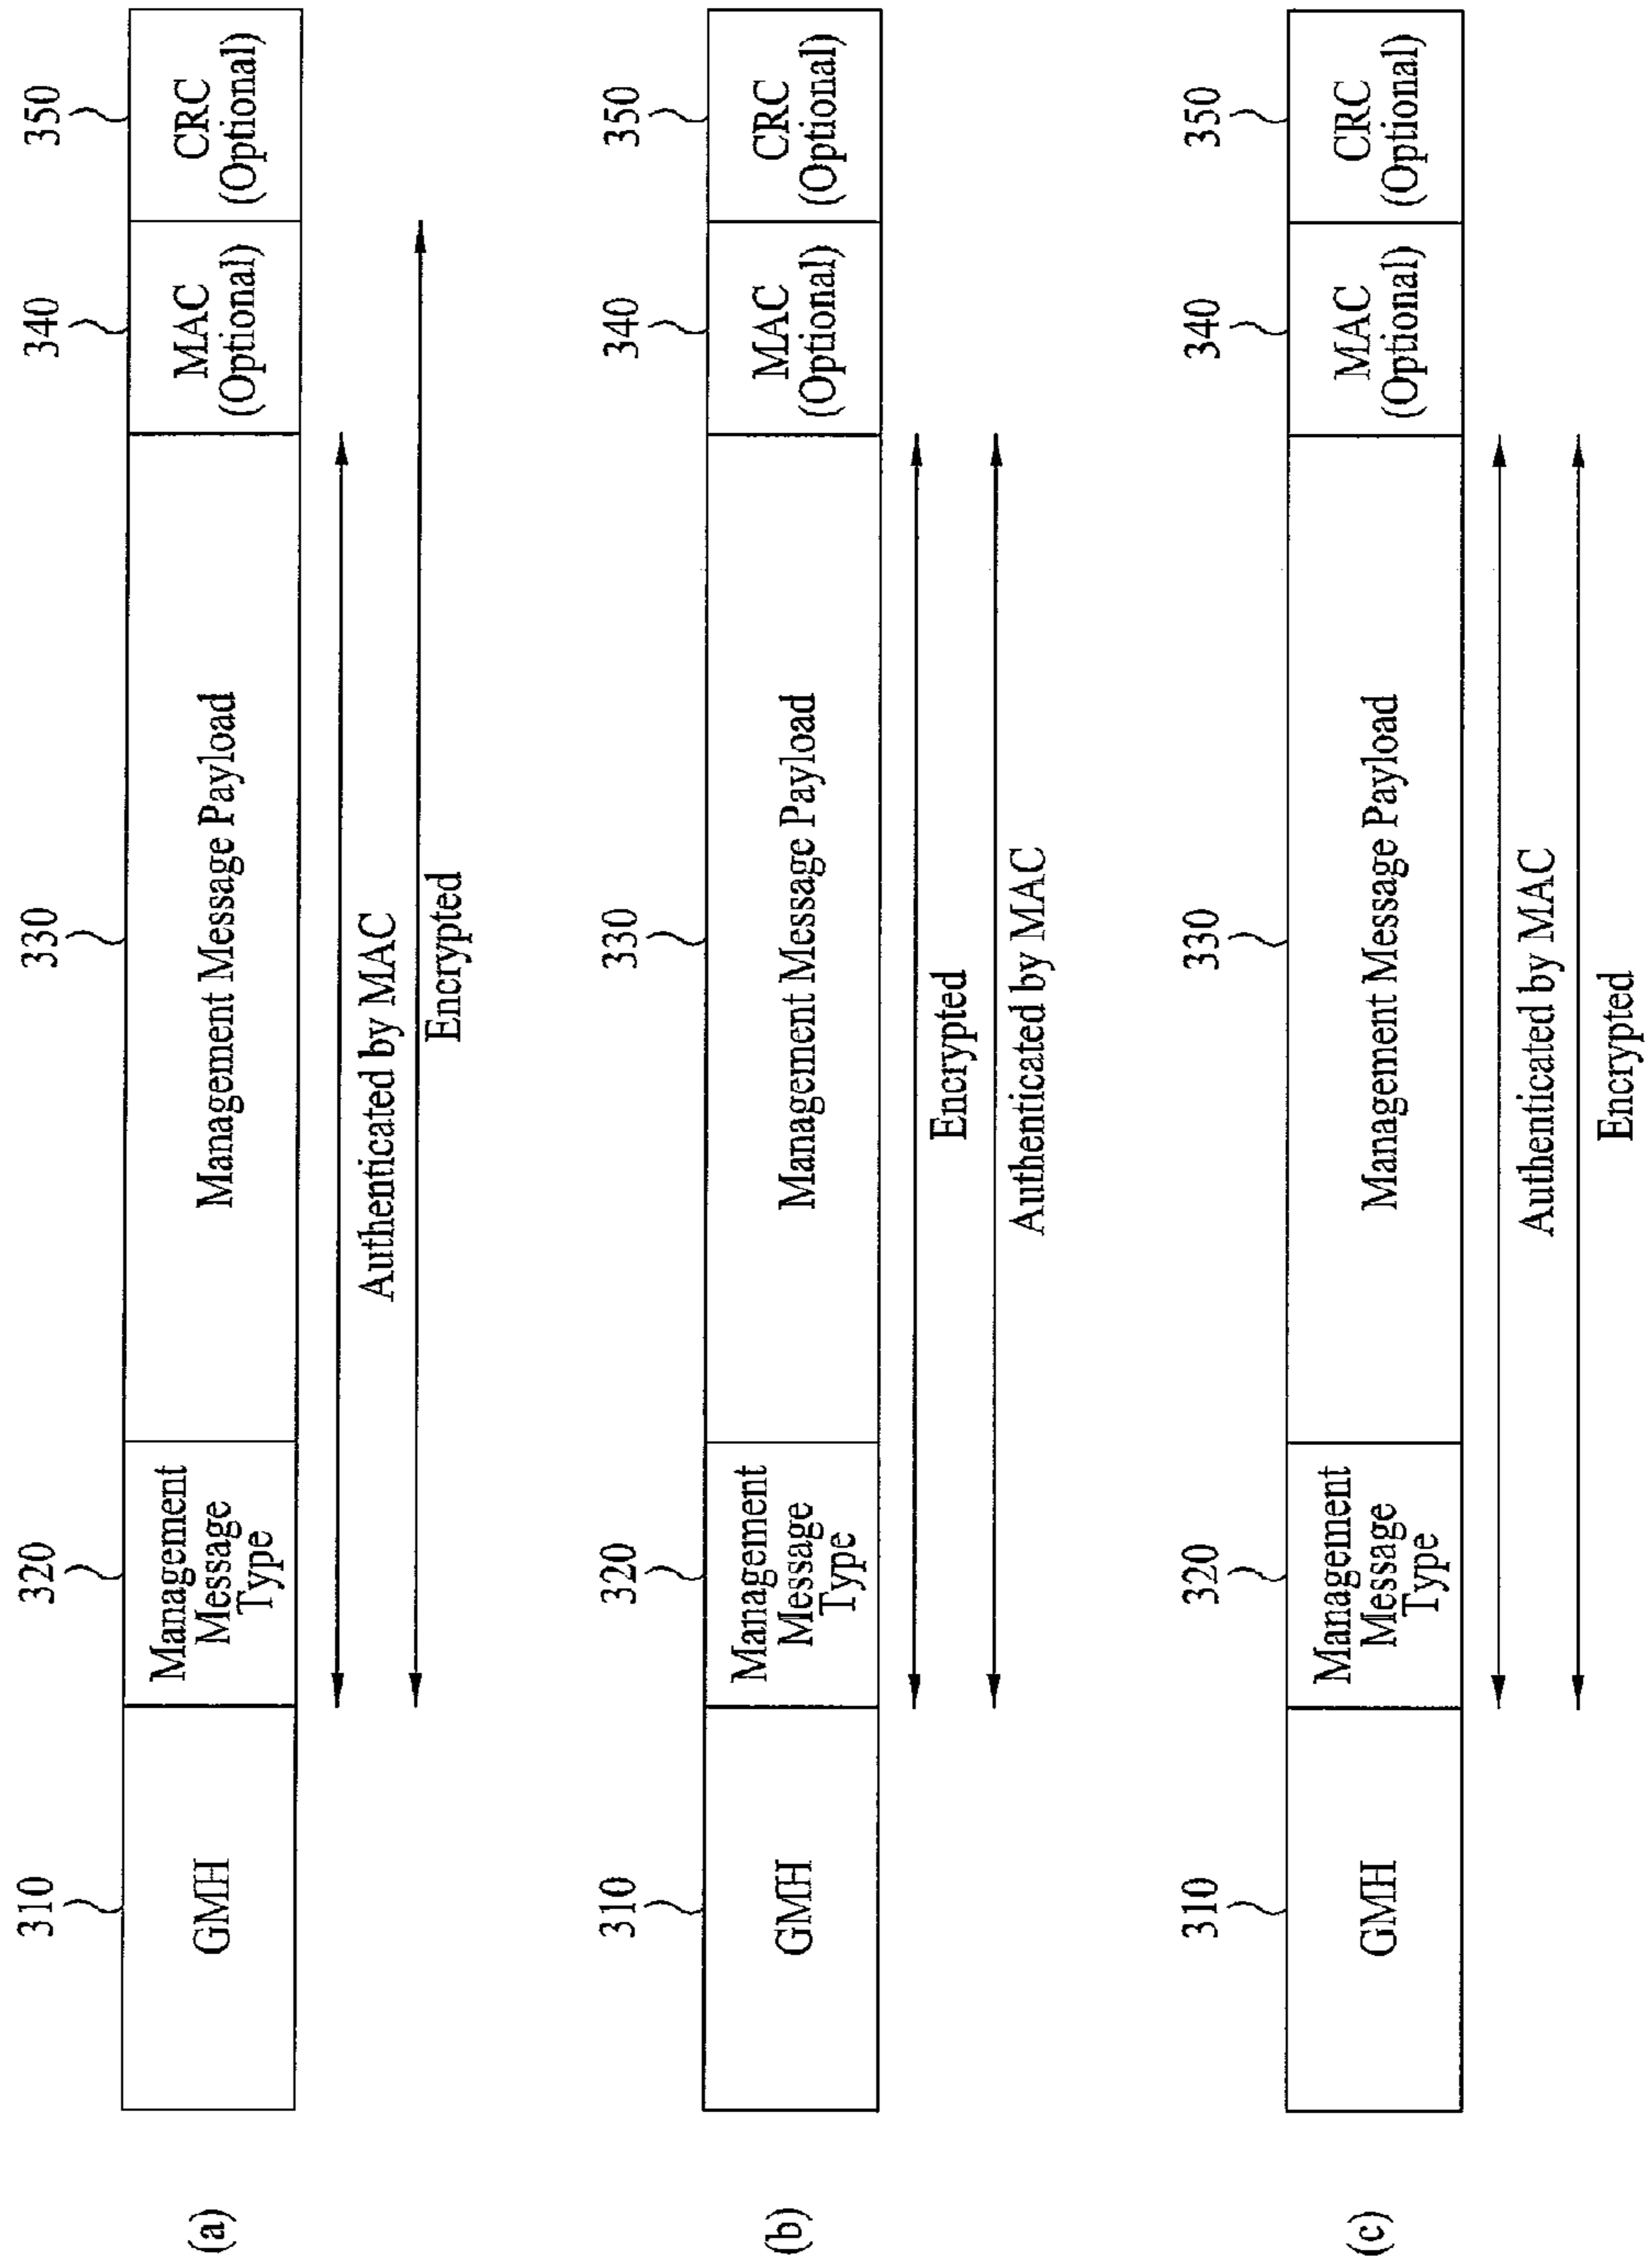 (a)
310
320
330
340
350
GMH
Management
Message
Type
Management Message Payload
MAC
(Optional)
CRC
(Optional)
Authenticated by MAC
Encrypted
(b)
310
320
330
340
350
GMH
Management
Message
Type
Management Message Payload
MAC
(Optional)
CRC
(Optional)
Encrypted
Authenticated by MAC
(c)
310
320
330
340
350
GMH
Management
Message
Type
Management Message Payload
MAC
(Optional)
CRC
(Optional)
Authenticated by MAC
Encrypted